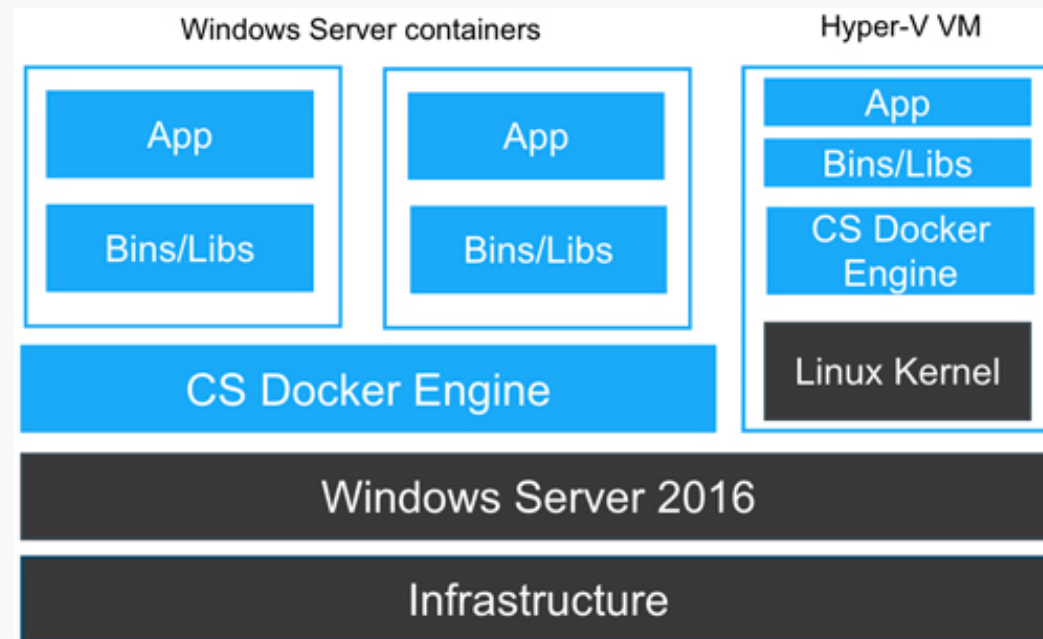 Windows Server containers
Hyper-V VM
App
Bins/Libs
App
Bins/Libs
App
Bins/Libs
CS Docker
Engine
Linux Kernel
CS Docker Engine
Windows Server 2016
Infrastructure